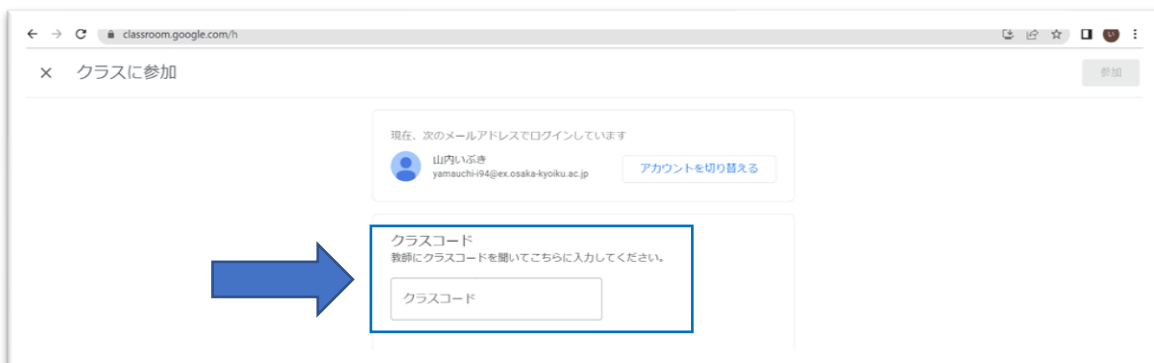 classroom.google.com/h
クラスに参加
参加
現在、次のメールアドレスでログインしています
山内いぶき
yamauchi-i94@ex.osaka-kyoiku.ac.jp
アカウントを切り替える
クラスコード
教師にクラスコードを聞いてこちらに入力してください。
クラスコード